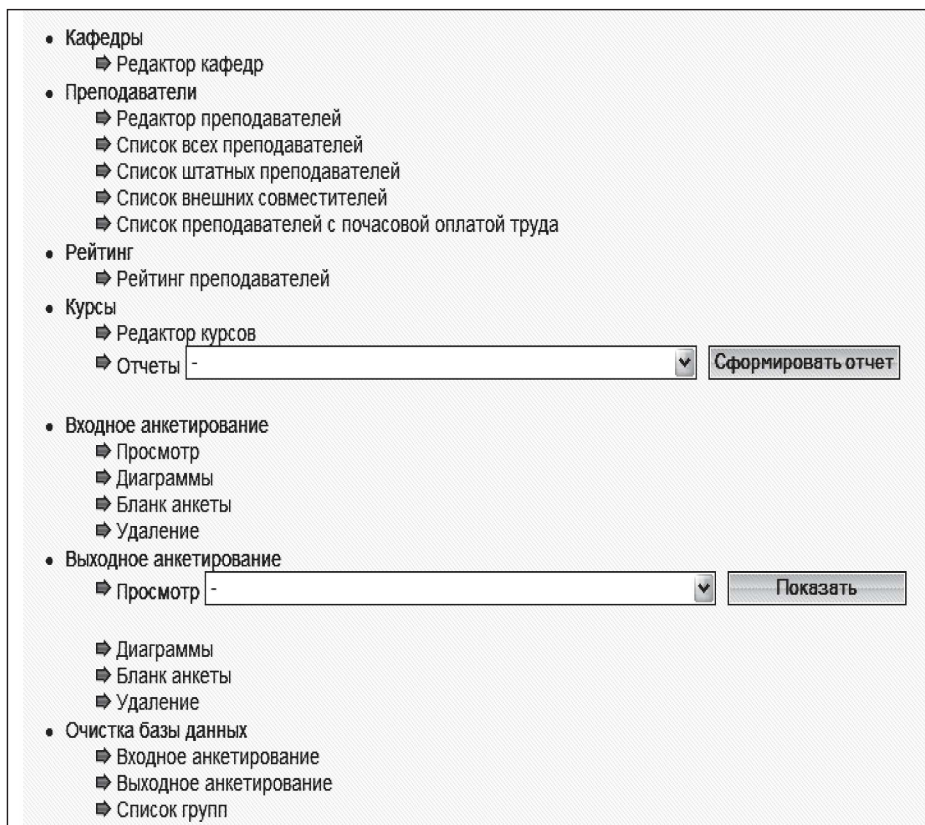 Кафедры
Редактор кафедр
Преподаватели
Редактор преподавателей
Список всех преподавателей
Список штатных преподавателей
Список внешних совместителей
Список преподавателей с почасовой оплатой труда
Рейтинг
Рейтинг преподавателей
Курсы
Редактор курсов
Отчеты - Сформировать отчет
Входное анкетирование
Просмотр
Диаграммы
Бланк анкеты
Удаление
Выходное анкетирование
Просмотр - Показать
Диаграммы
Бланк анкеты
Удаление
Очистка базы данных
Входное анкетирование
Выходное анкетирование
Список групп